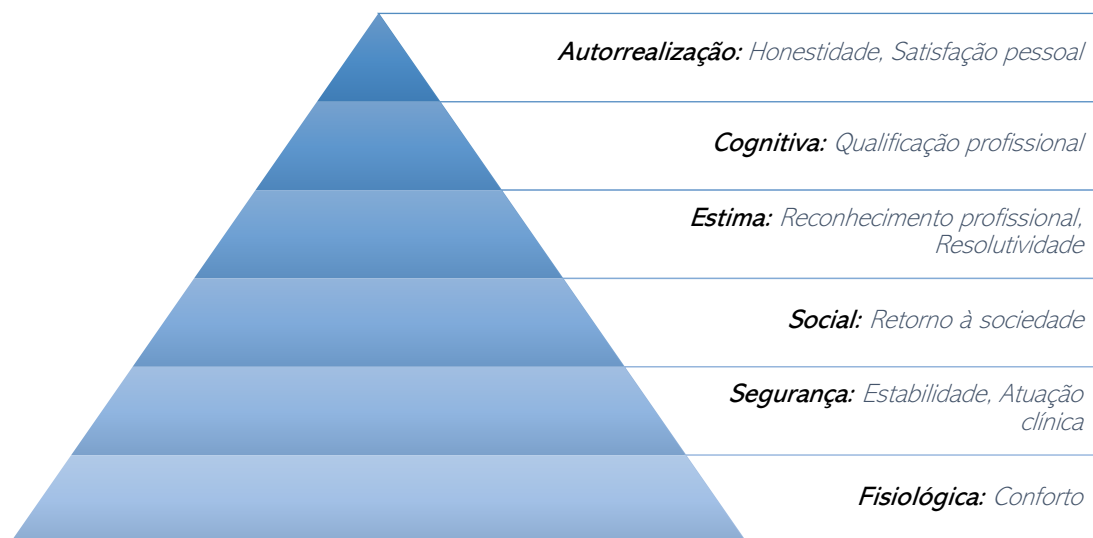 Autorrealização: Honestidade, Satisfação pessoal
Cognitiva: Qualificação profissional
Estima: Reconhecimento profissional,
Resolutividade
Social: Retorno à sociedade
Segurança: Estabilidade, Atuação
clínica
Fisiológica: Conforto